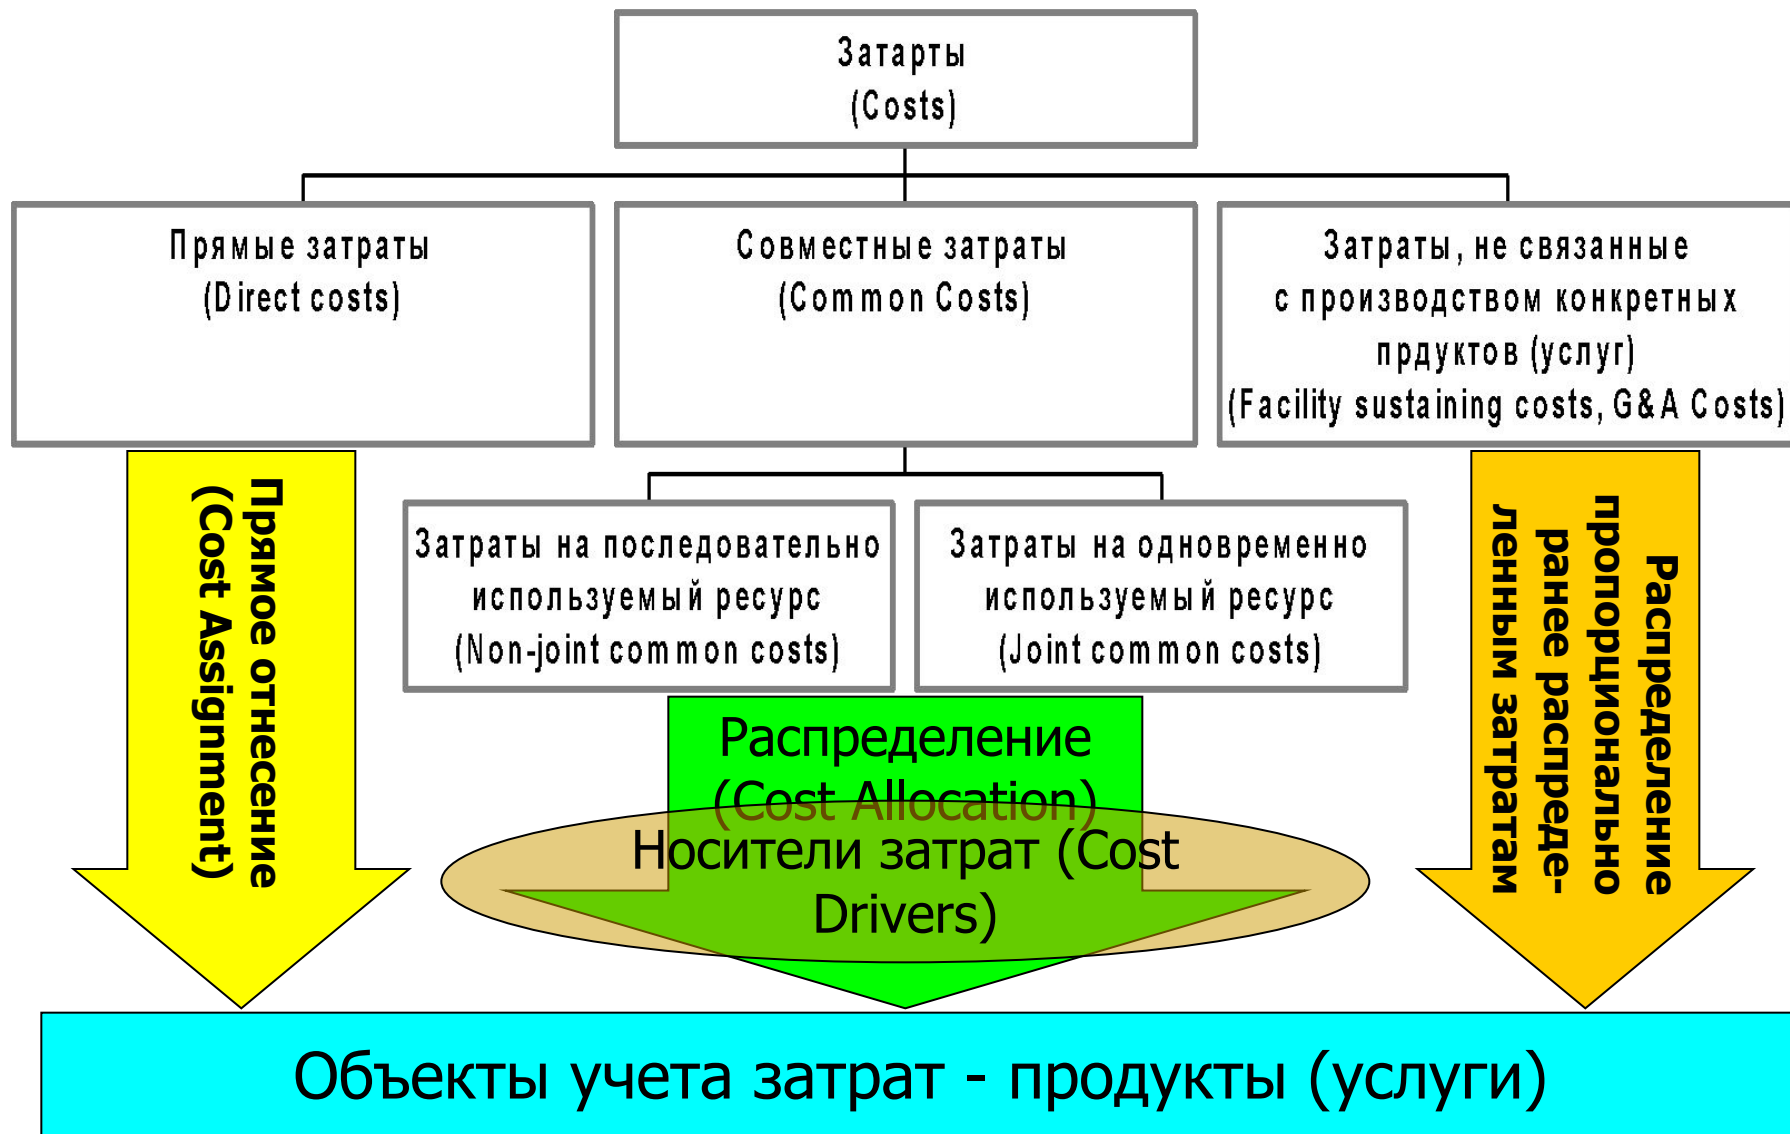 Затарты
(Costs)
Прямые затраты
(Direct costs)
Совместные затраты
(Common Costs)
Затраты, не связанные
с производством конкретных
прдуктов (услуг)
(Facility sustaining costs, G&A Costs)
Затраты на последовательно
используемый ресурс
(Non-joint common costs)
Затраты на одновременно
используемый ресурс
(Joint common costs)
Прямое отнесение
(Cost Assignment)
Распределение
(Cost Allocation)
Носители затрат (Cost
Drivers)
Распределение
пропорционально
ранее распреде-
ленным затратам
Объекты учета затрат - продукты (услуги)